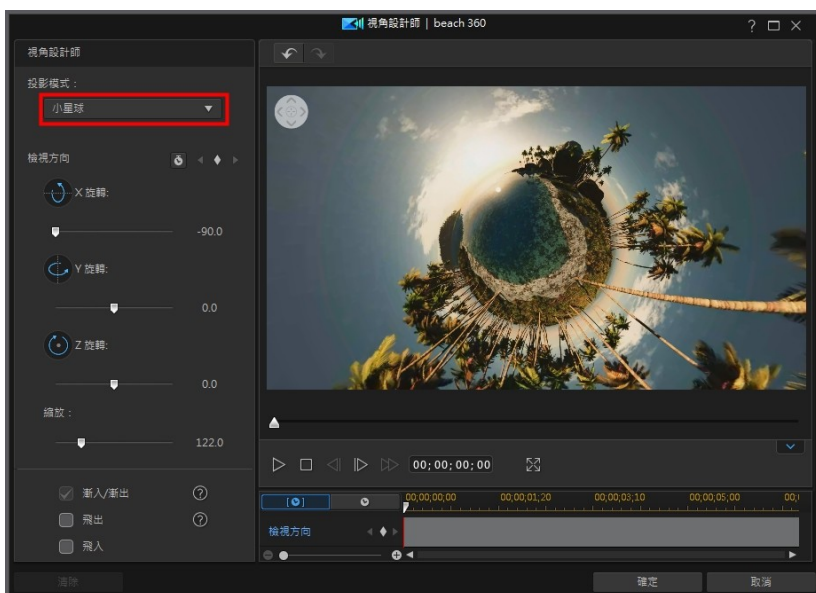 視角設計師 | beach 360
視角設計師
投影模式：
小星球
檢視方向
X 旋轉:
-90.0
Y 旋轉:
0.0
Z 旋轉:
0.0
縮放：
122.0
漸入/漸出
飛出
飛入
清除
00;00;00;00
00;00;00;00 00;00;01;20 00;00;03;10 00;00;05;00 00;
檢視方向
確定
取消